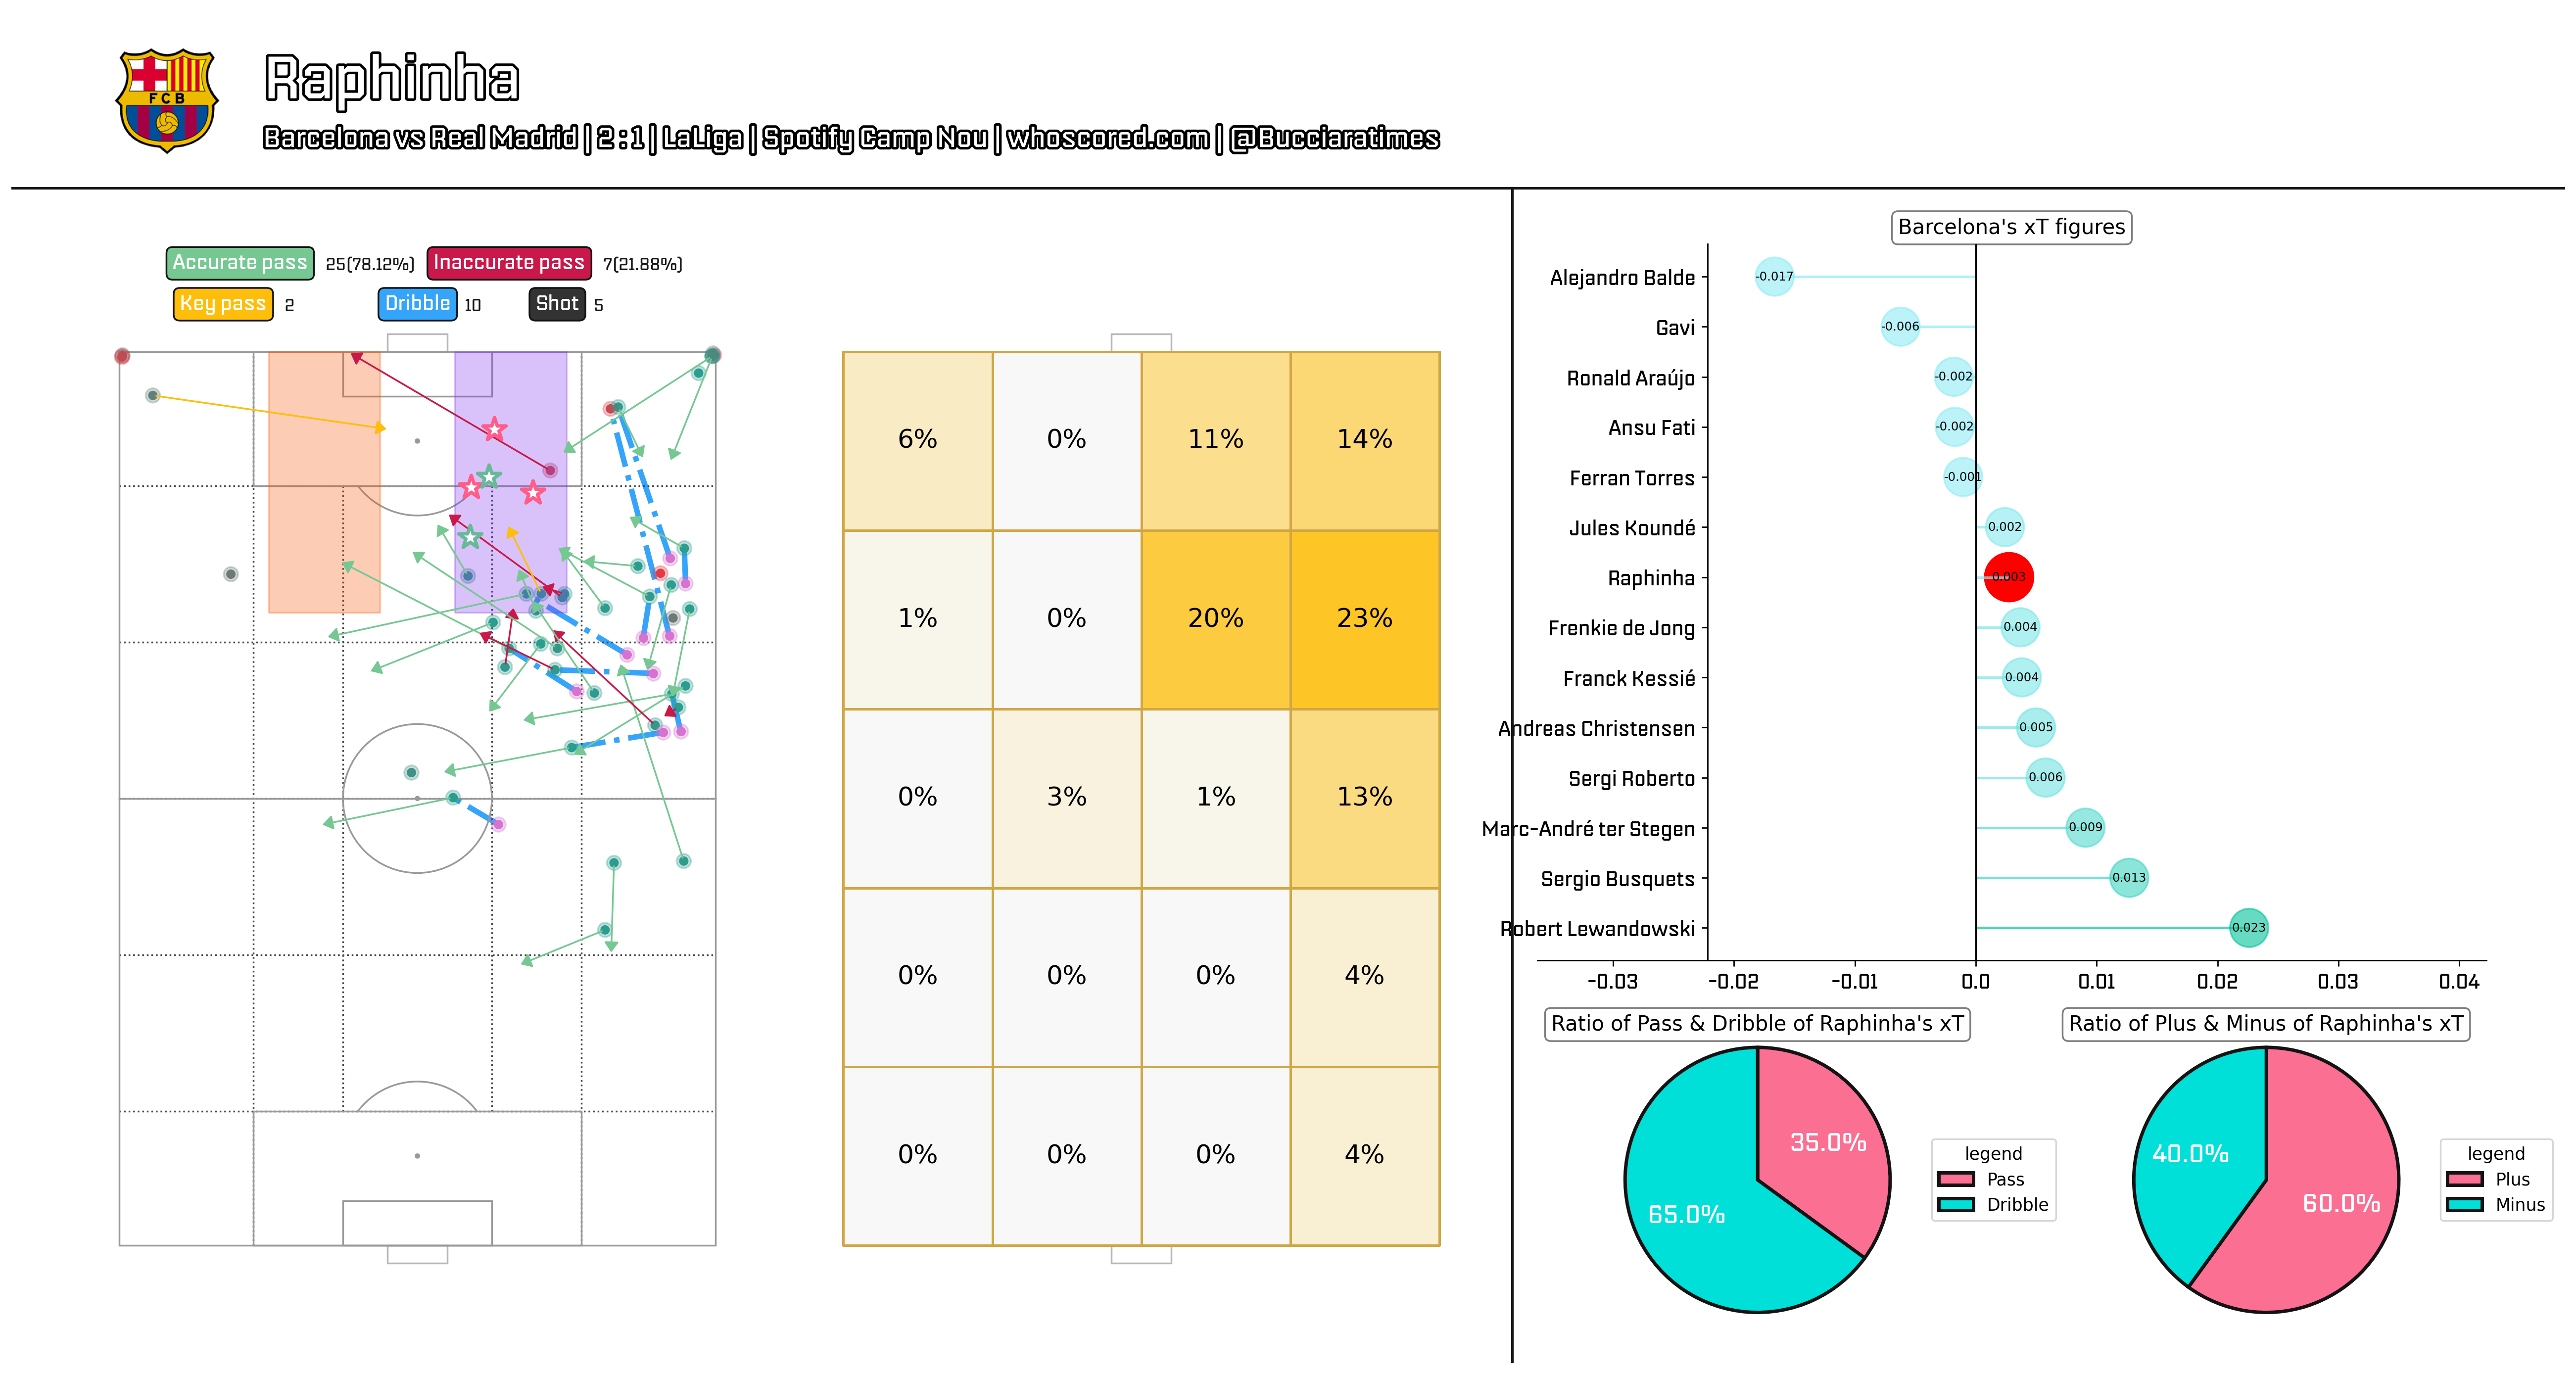 FCB
Raphinha
Barcelona vs Real Madrid | 2 : 1 | LaLiga | Spotify Camp Nou | whoscored.com | @Bucciaratimes
Accurate pass 25(78.12%) Inaccurate pass 7(21.88%)
Key pass 2 Dribble 10 Shot 5
6% 0% 11% 14%
1% 0% 20% 23%
0% 3% 1% 13%
0% 0% 0% 4%
0% 0% 0% 4%
Barcelona's xT figures
Alejandro Balde -0.017
Gavi -0.006
Ronald Araújo -0.002
Ansu Fati -0.002
Ferran Torres -0.001
Jules Koundé 0.002
Raphinha 0.003
Frenkie de Jong 0.004
Franck Kessié 0.004
Andreas Christensen 0.005
Sergi Roberto 0.006
Marc-André ter Stegen 0.009
Sergio Busquets 0.013
Robert Lewandowski 0.023
-0.03 -0.02 -0.01 0.0 0.01 0.02 0.03 0.04
Ratio of Pass & Dribble of Raphinha's xT
35.0%
65.0%
legend
Pass
Dribble
Ratio of Plus & Minus of Raphinha's xT
40.0%
60.0%
legend
Plus
Minus